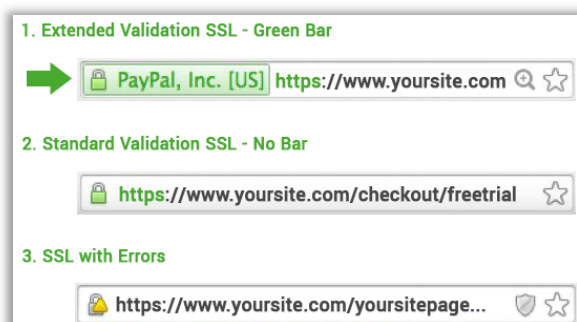 1. Extended Validation SSL - Green Bar
PayPal, Inc. [US] https://www.yoursite.com
2. Standard Validation SSL - No Bar
https://www.yoursite.com/checkout/freetrial
3. SSL with Errors
https://www.yoursite.com/yoursitepage...